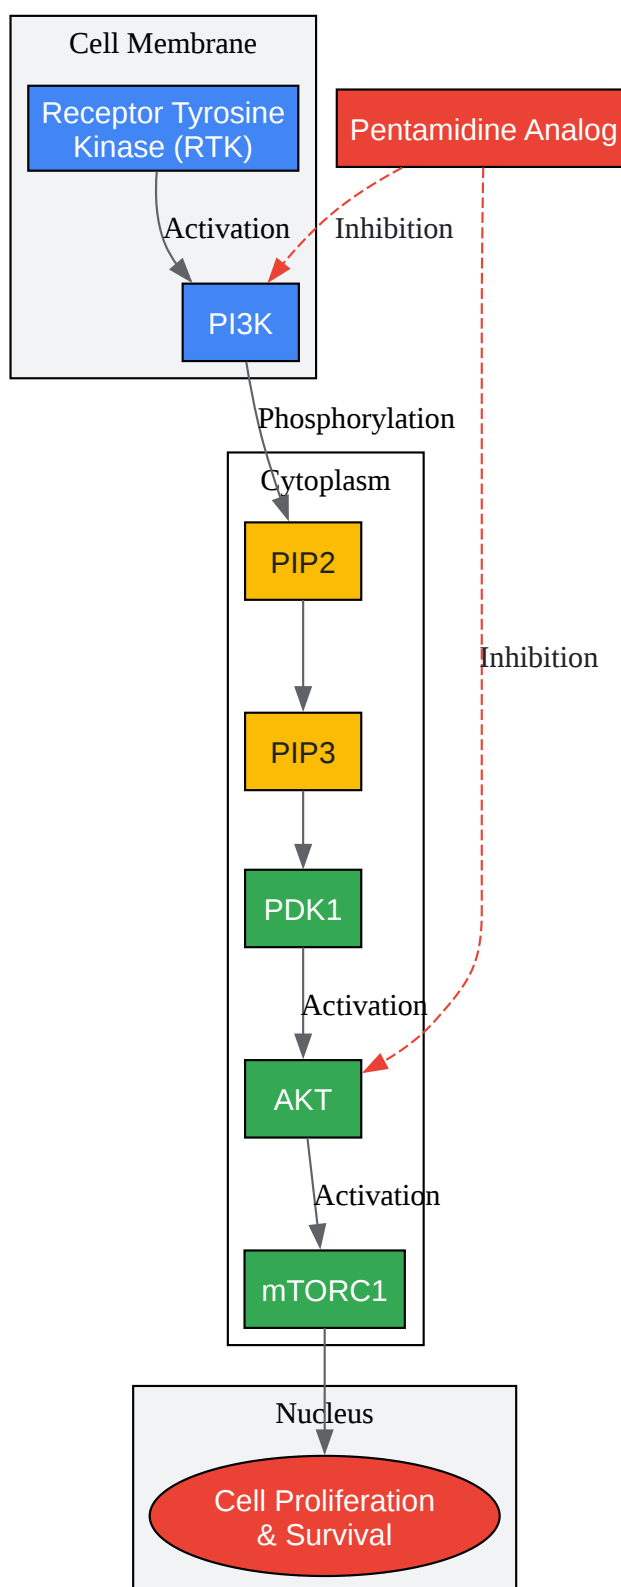 Cell Membrane
Receptor Tyrosine
Kinase (RTK)
Pentamidine Analog
Activation
Inhibition
PI3K
Phosphorylation
Cytoplasm
PIP2
Inhibition
PIP3
PDK1
Activation
AKT
Activation
mTORC1
Nucleus
Cell Proliferation
& Survival